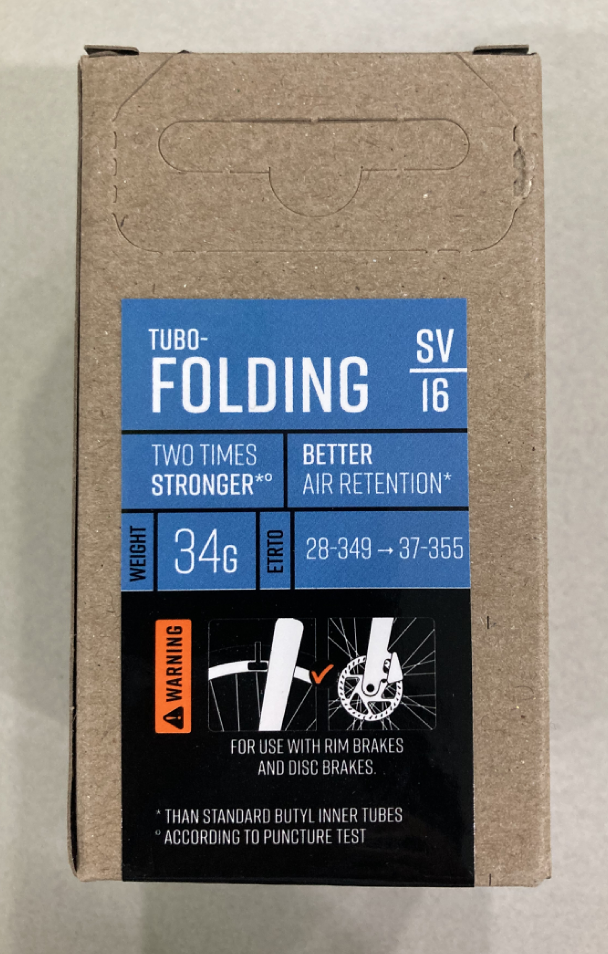 TUBO-
FOLDING
SV
16
TWO TIMES
STRONGER*°
BETTER
AIR RETENTION*
WEIGHT
34G
ETRTO
28-349 → 37-355
WARNING
FOR USE WITH RIM BRAKES
AND DISC BRAKES.
* THAN STANDARD BUTYL INNER TUBES
° ACCORDING TO PUNCTURE TEST